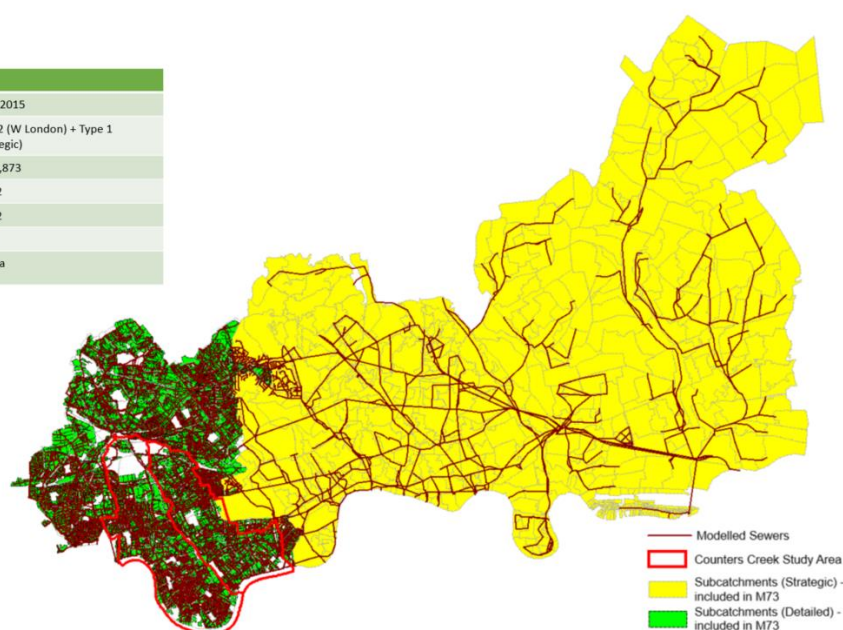 2015
2 (W London) + Type 1
egic)
,873
2
2
a
Modelled Sewers
Counters Creek Study Area
Subcatchments (Strategic) -
included in M73
Subcatchments (Detailed) -
included in M73